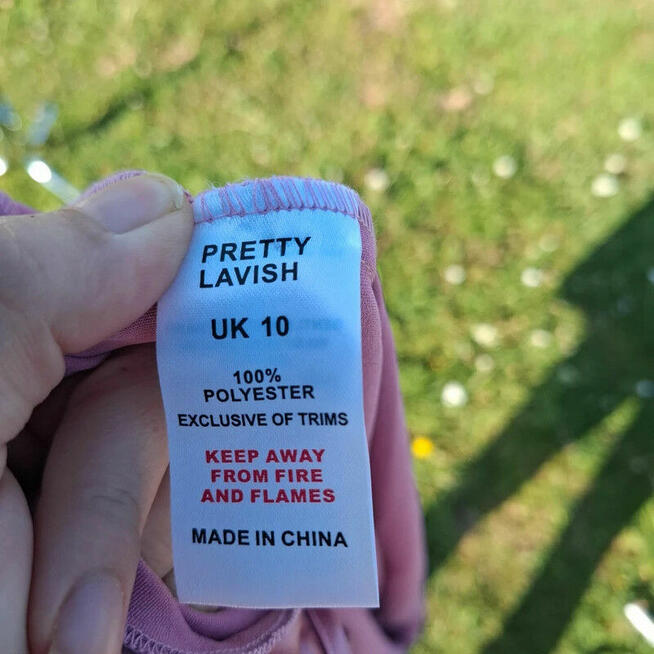 PRETTY
LAVISH
UK 10
100%
POLYESTER
EXCLUSIVE OF TRIMS
KEEP AWAY
FROM FIRE
AND FLAMES
MADE IN CHINA